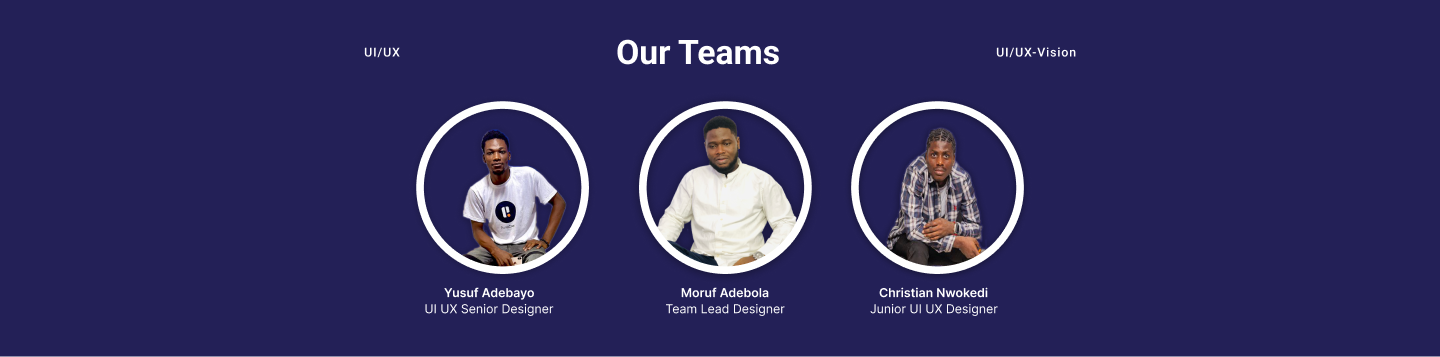 UI/UX
Our Teams
UI/UX-Vision
Yusuf Adebayo
UI UX Senior Designer
Moruf Adebola
Team Lead Designer
Christian Nwokedi
Junior UI UX Designer